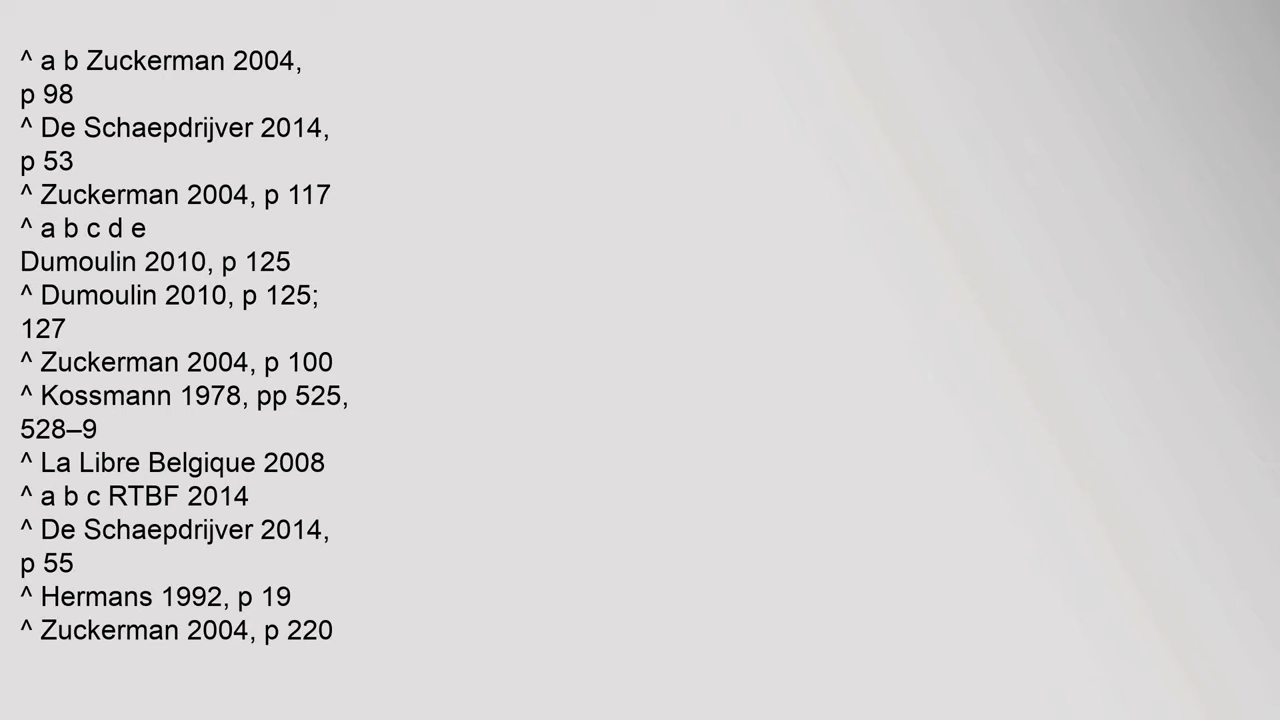 ^ a b Zuckerman 2004,
p 98
^ De Schaepdrijver 2014,
p 53
^ Zuckerman 2004, p 117
^ a b c d e
Dumoulin 2010, p 125
^ Dumoulin 2010, p 125;
127
^ Zuckerman 2004, p 100
^ Kossmann 1978, pp 525,
528–9
^ La Libre Belgique 2008
^ a b c RTBF 2014
^ De Schaepdrijver 2014,
p 55
^ Hermans 1992, p 19
^ Zuckerman 2004, p 220